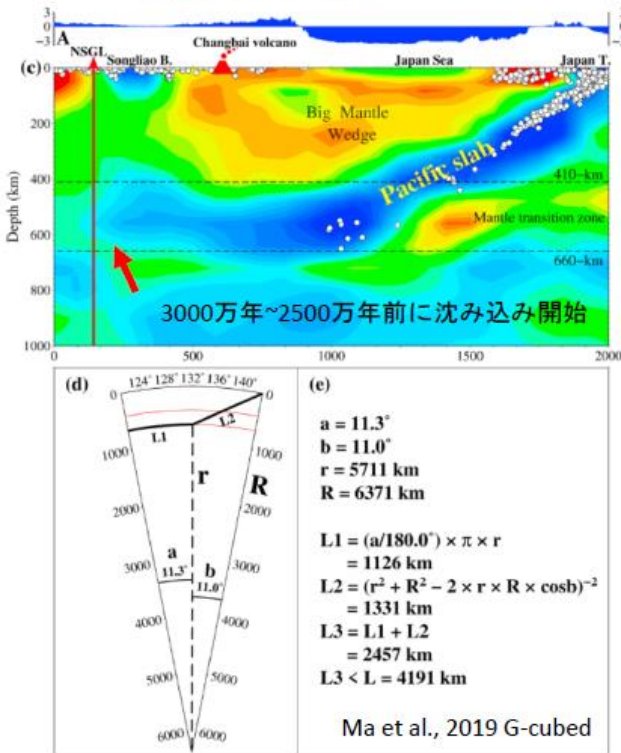 3
0
-3
3
0
-3
A
NSGL
Changbai volcano
(c)
Songliao B.
Japan Sea
Japan T.
0
200
400
600
800
1000
Depth (km)
Big Mantle
Wedge
Pacific slab
410-km
Mantle transition zone
660-km
3000万年~2500万年前に沈み込み開始
0
500
1000
1500
2000
(d)
124° 128° 132° 136° 140°
0
0
L1
L2
1000
1000
r
R
2000
2000
a
11.3°
b
11.0°
3000
3000
4000
4000
5000
5000
6000
6000
(e)
a = 11.3°
b = 11.0°
r = 5711 km
R = 6371 km
L1 = (a/180.0°) × π × r
= 1126 km
L2 = (r² + R² − 2 × r × R × cosb)⁻²
= 1331 km
L3 = L1 + L2
= 2457 km
L3 < L = 4191 km
Ma et al., 2019 G-cubed